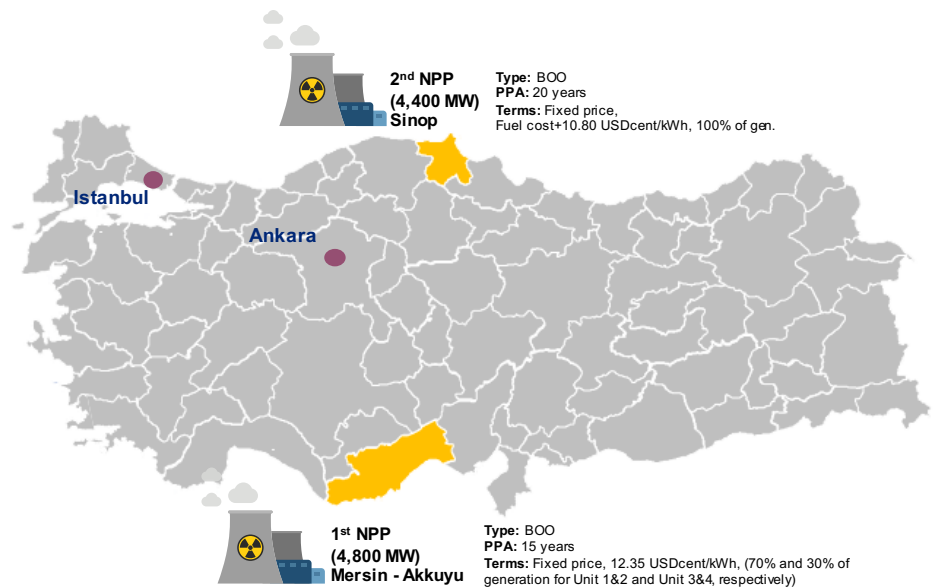 2nd NPP
(4,400 MW)
Sinop
Type: BOO
PPA: 20 years
Terms: Fixed price,
Fuel cost+10.80 USDcent/kWh, 100% of gen.
Istanbul
Ankara
1st NPP
(4,800 MW)
Mersin - Akkuyu
Type: BOO
PPA: 15 years
Terms: Fixed price, 12.35 USDcent/kWh, (70% and 30% of
generation for Unit 1&2 and Unit 3&4, respectively)